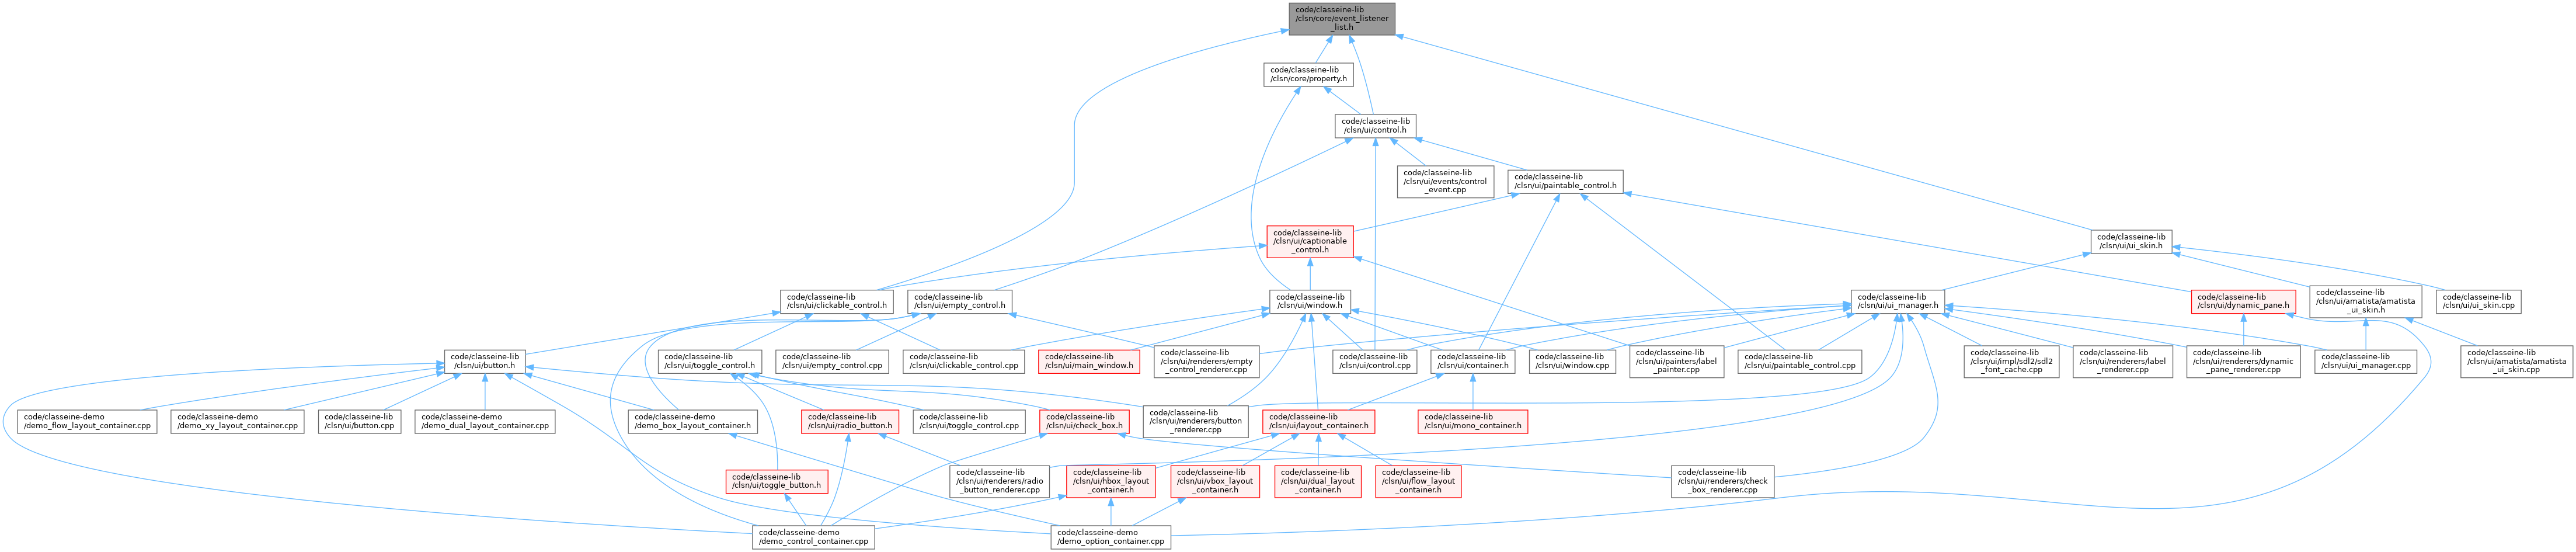 code/classeine-lib
/clsn/core/event_listener
_list.h
code/classeine-lib
/clsn/core/property.h
code/classeine-lib
/clsn/ui/control.h
code/classeine-lib
/clsn/ui/events/control
_event.cpp
code/classeine-lib
/clsn/ui/paintable_control.h
code/classeine-lib
/clsn/ui/captionable
_control.h
code/classeine-lib
/clsn/ui/ui_skin.h
code/classeine-lib
/clsn/ui/clickable_control.h
code/classeine-lib
/clsn/ui/empty_control.h
code/classeine-lib
/clsn/ui/window.h
code/classeine-lib
/clsn/ui/ui_manager.h
code/classeine-lib
/clsn/ui/dynamic_pane.h
code/classeine-lib
/clsn/ui/amatista/amatista
_ui_skin.h
code/classeine-lib
/clsn/ui/ui_skin.cpp
code/classeine-lib
/clsn/ui/button.h
code/classeine-lib
/clsn/ui/toggle_control.h
code/classeine-lib
/clsn/ui/empty_control.cpp
code/classeine-lib
/clsn/ui/clickable_control.cpp
code/classeine-lib
/clsn/ui/main_window.h
code/classeine-lib
/clsn/ui/renderers/empty
_control_renderer.cpp
code/classeine-lib
/clsn/ui/control.cpp
code/classeine-lib
/clsn/ui/container.h
code/classeine-lib
/clsn/ui/window.cpp
code/classeine-lib
/clsn/ui/painters/label
_painter.cpp
code/classeine-lib
/clsn/ui/paintable_control.cpp
code/classeine-lib
/clsn/ui/impl/sdl2/sdl2
_font_cache.cpp
code/classeine-lib
/clsn/ui/renderers/label
_renderer.cpp
code/classeine-lib
/clsn/ui/renderers/dynamic
_pane_renderer.cpp
code/classeine-lib
/clsn/ui/ui_manager.cpp
code/classeine-lib
/clsn/ui/amatista/amatista
_ui_skin.cpp
code/classeine-demo
/demo_flow_layout_container.cpp
code/classeine-demo
/demo_xy_layout_container.cpp
code/classeine-lib
/clsn/ui/button.cpp
code/classeine-demo
/demo_dual_layout_container.cpp
code/classeine-demo
/demo_box_layout_container.h
code/classeine-lib
/clsn/ui/radio_button.h
code/classeine-lib
/clsn/ui/toggle_control.cpp
code/classeine-lib
/clsn/ui/check_box.h
code/classeine-lib
/clsn/ui/renderers/button
_renderer.cpp
code/classeine-lib
/clsn/ui/layout_container.h
code/classeine-lib
/clsn/ui/mono_container.h
code/classeine-lib
/clsn/ui/toggle_button.h
code/classeine-lib
/clsn/ui/renderers/radio
_button_renderer.cpp
code/classeine-lib
/clsn/ui/hbox_layout
_container.h
code/classeine-lib
/clsn/ui/vbox_layout
_container.h
code/classeine-lib
/clsn/ui/dual_layout
_container.h
code/classeine-lib
/clsn/ui/flow_layout
_container.h
code/classeine-lib
/clsn/ui/renderers/check
_box_renderer.cpp
code/classeine-demo
/demo_control_container.cpp
code/classeine-demo
/demo_option_container.cpp